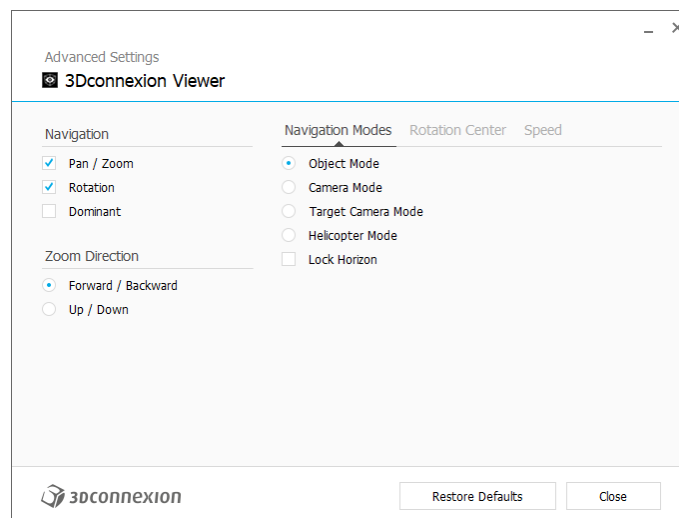 Advanced Settings
3Dconnexion Viewer
Navigation
Pan / Zoom
Rotation
Dominant
Zoom Direction
Forward / Backward
Up / Down
Navigation Modes Rotation Center Speed
Object Mode
Camera Mode
Target Camera Mode
Helicopter Mode
Lock Horizon
3Dconnexion
Restore Defaults Close